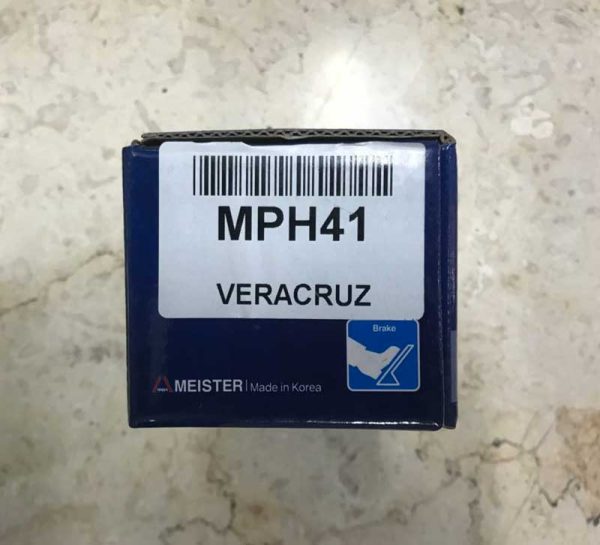 MPH41
VERACRUZ
Brake
MEISTER | Made in Korea